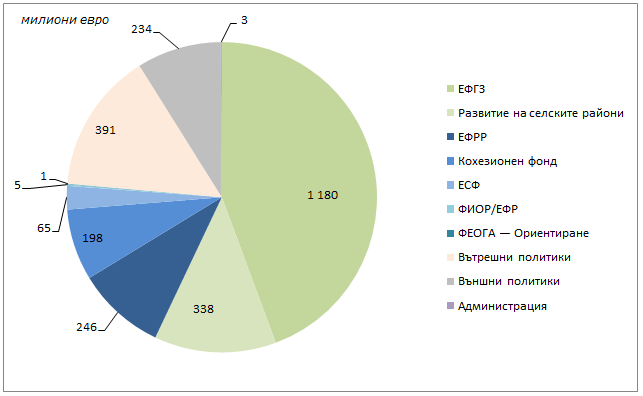 милиони евро
234
3
391
1 180
1
5
65
198
338
246
ЕФГЗ
Развитие на селските райони
ЕФРР
Кохезионен фонд
ЕСФ
ФИОР/ЕФР
ФЕОГА — Ориентиране
Вътрешни политики
Външни политики
Администрация